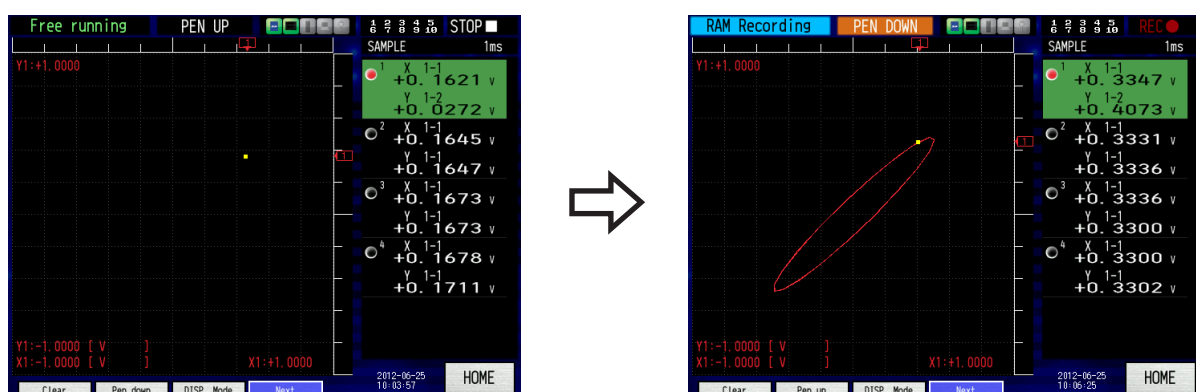 Free running PEN UP 1 2 3 4 5 STOP
6 7 8 9 10
1
SAMPLE 1ms
Y1:+1.0000
1 X 1-1
+0.1621 V
Y 1-2
+0.0272 V
2 X 1-1
+0.1645 V
Y 1-1
+0.1647 V
1
3 X 1-1
+0.1673 V
Y 1-1
+0.1673 V
4 X 1-1
+0.1678 V
Y 1-1
+0.1711 V
Y1:-1.0000 [ V ]
X1:-1.0000 [ V ] X1:+1.0000
2012-06-25
10:03:57
HOME
Clear Pen down DISP. Mode Next
RAM Recording PEN DOWN 1 2 3 4 5 REC
6 7 8 9 10
1
SAMPLE 1ms
Y1:+1.0000
1 X 1-1
+0.3347 V
Y 1-2
+0.4073 V
2 X 1-1
+0.3331 V
1
Y 1-1
+0.3336 V
3 X 1-1
+0.3336 V
Y 1-1
+0.3300 V
4 X 1-1
+0.3300 V
Y 1-1
+0.3302 V
Y1:-1.0000 [ V ]
X1:-1.0000 [ V ] X1:+1.0000
2012-06-25
10:06:25
HOME
Clear Pen up DISP. Mode Next